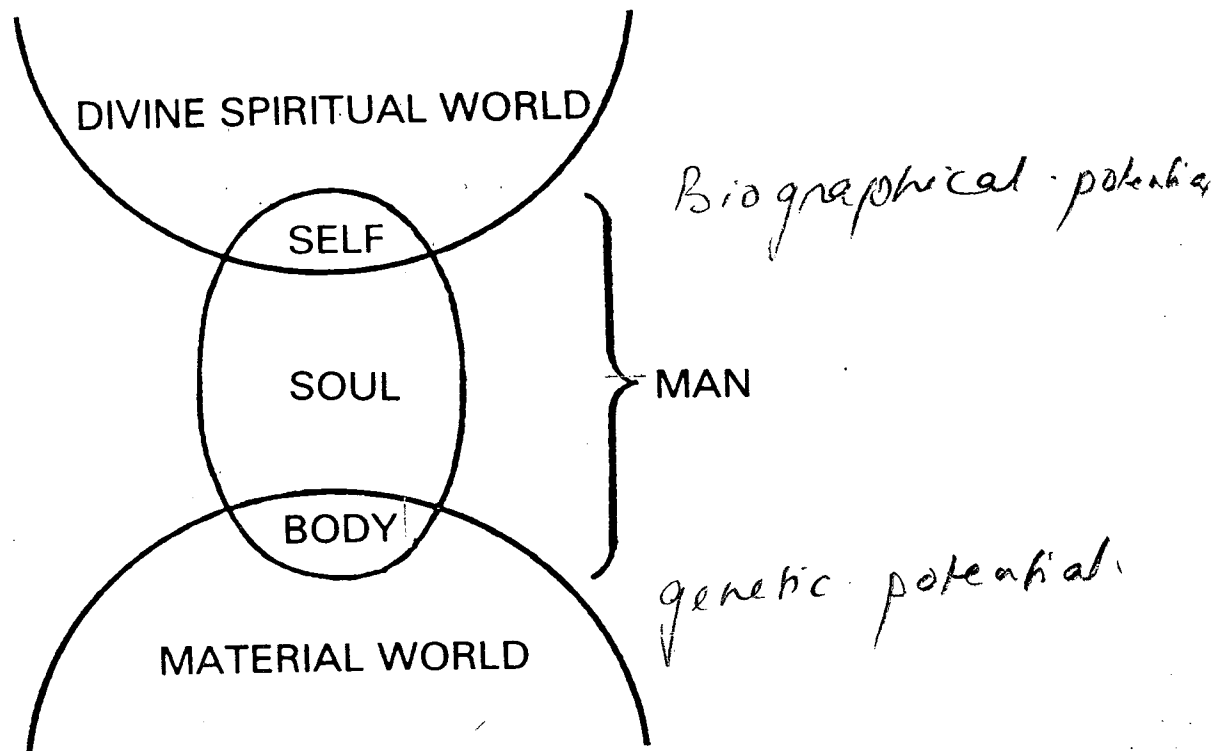 DIVINE SPIRITUAL WORLD
Biographical potentia
SELF
SOUL
MAN
BODY
genetic potential.
MATERIAL WORLD